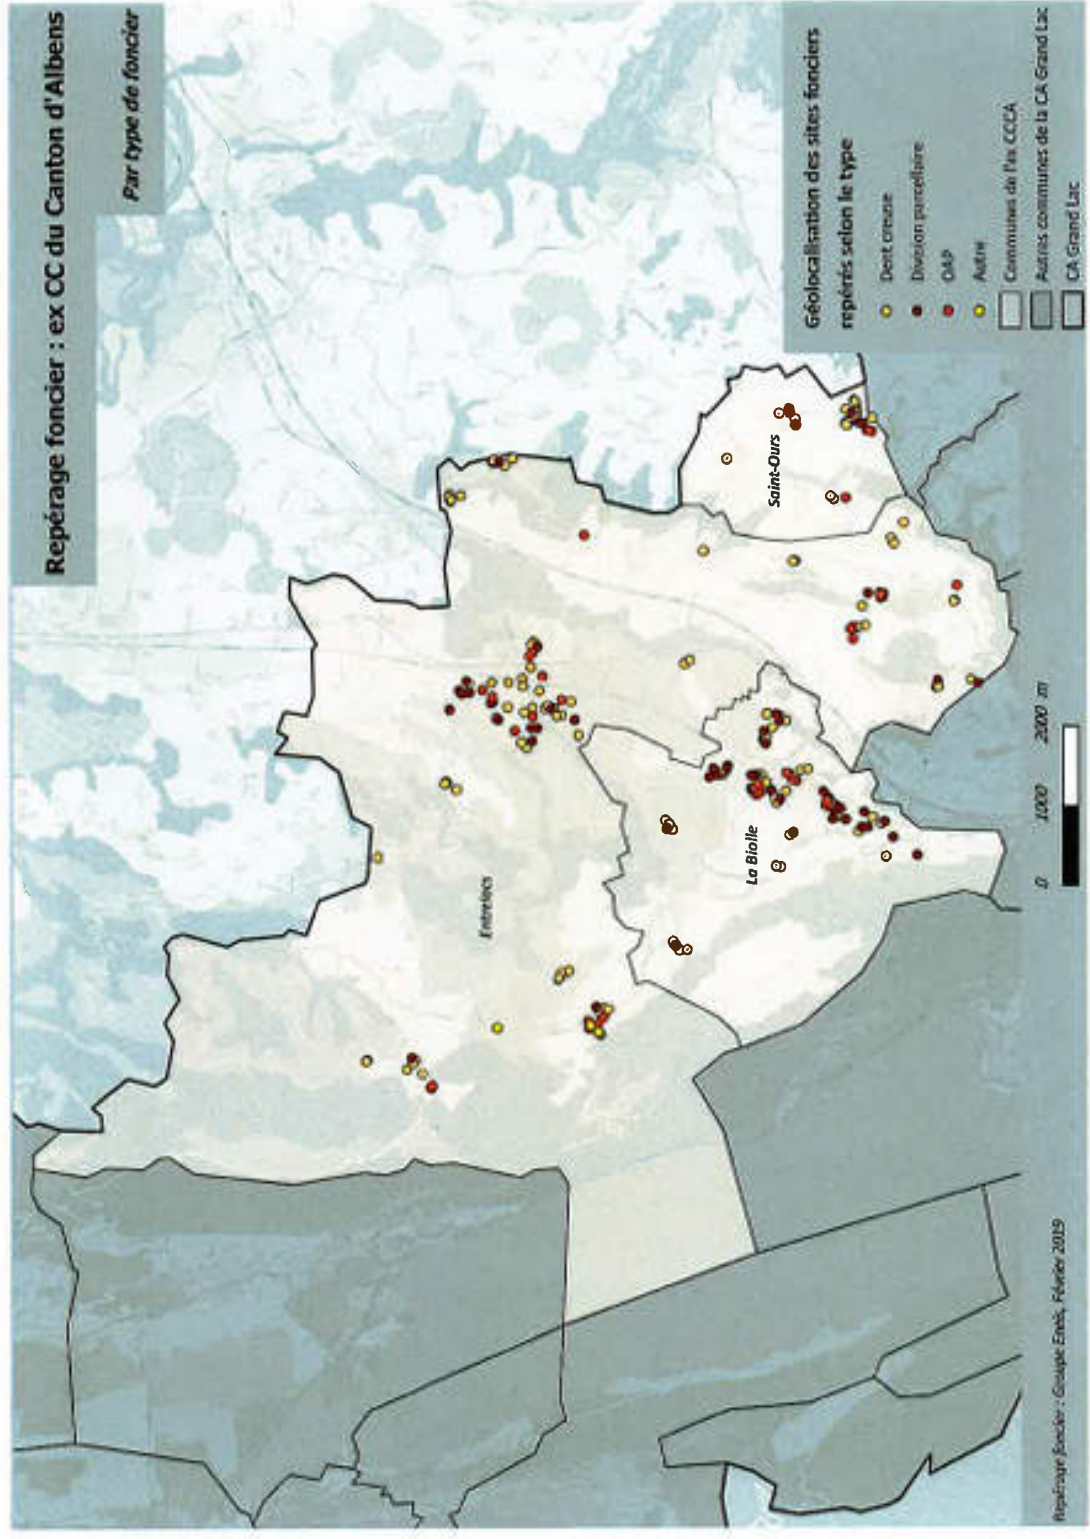 Repérage foncier : ex CC du Canton d'Albens
Par type de foncier
Entrelacs
La Biolle
Saint-Ours
Géolocalisation des sites fonciers
repérés selon le type
Dent creuse
Division parcellaire
OAP
Autre
Communes de l'ex CCCA
Autres communes de la CA Grand Lac
CA Grand Lac
0 1000 2000 m
Repérage foncier : Groupe Eneis, Février 2019